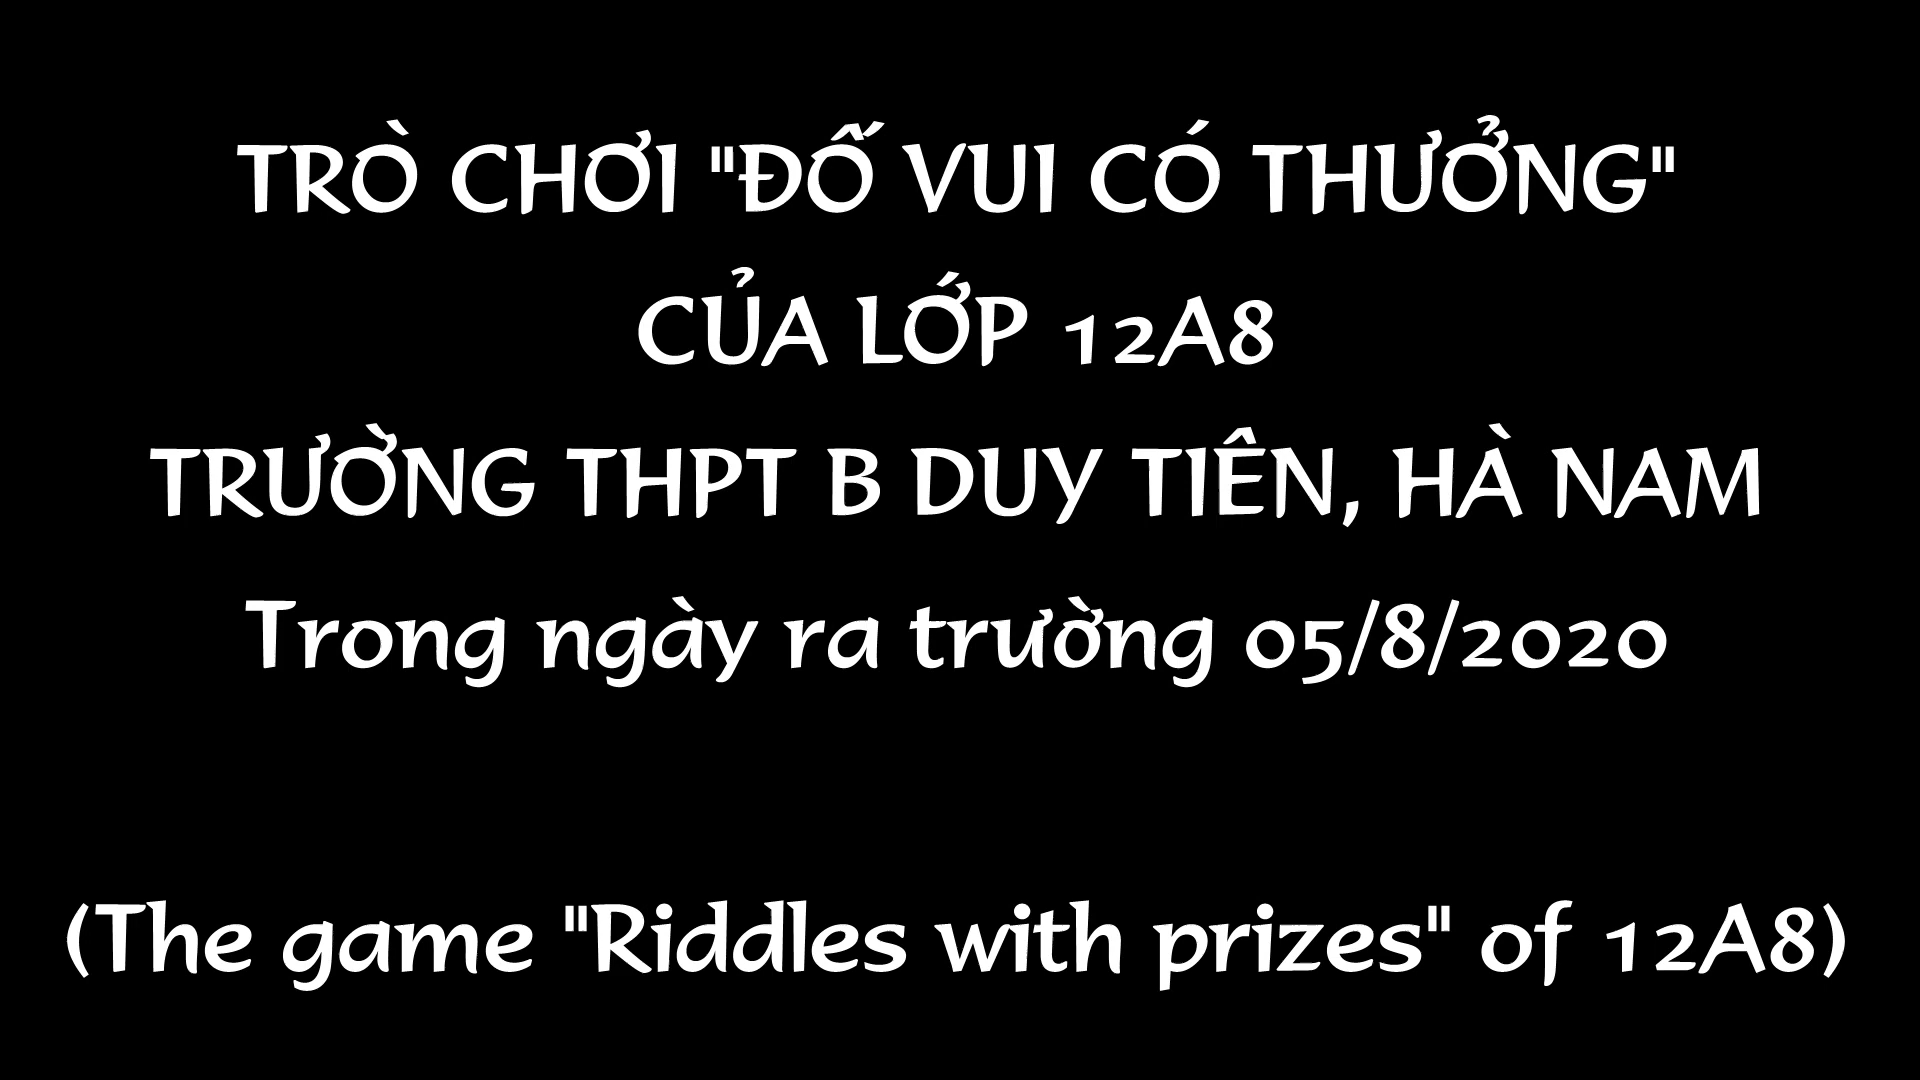 TRÒ CHƠI "ĐỐ VUI CÓ THƯỞNG"
CỦA LỚP 12A8
TRƯỜNG THPT B DUY TIÊN, HÀ NAM
Trong ngày ra trường 05/8/2020
(The game "Riddles with prizes" of 12A8)